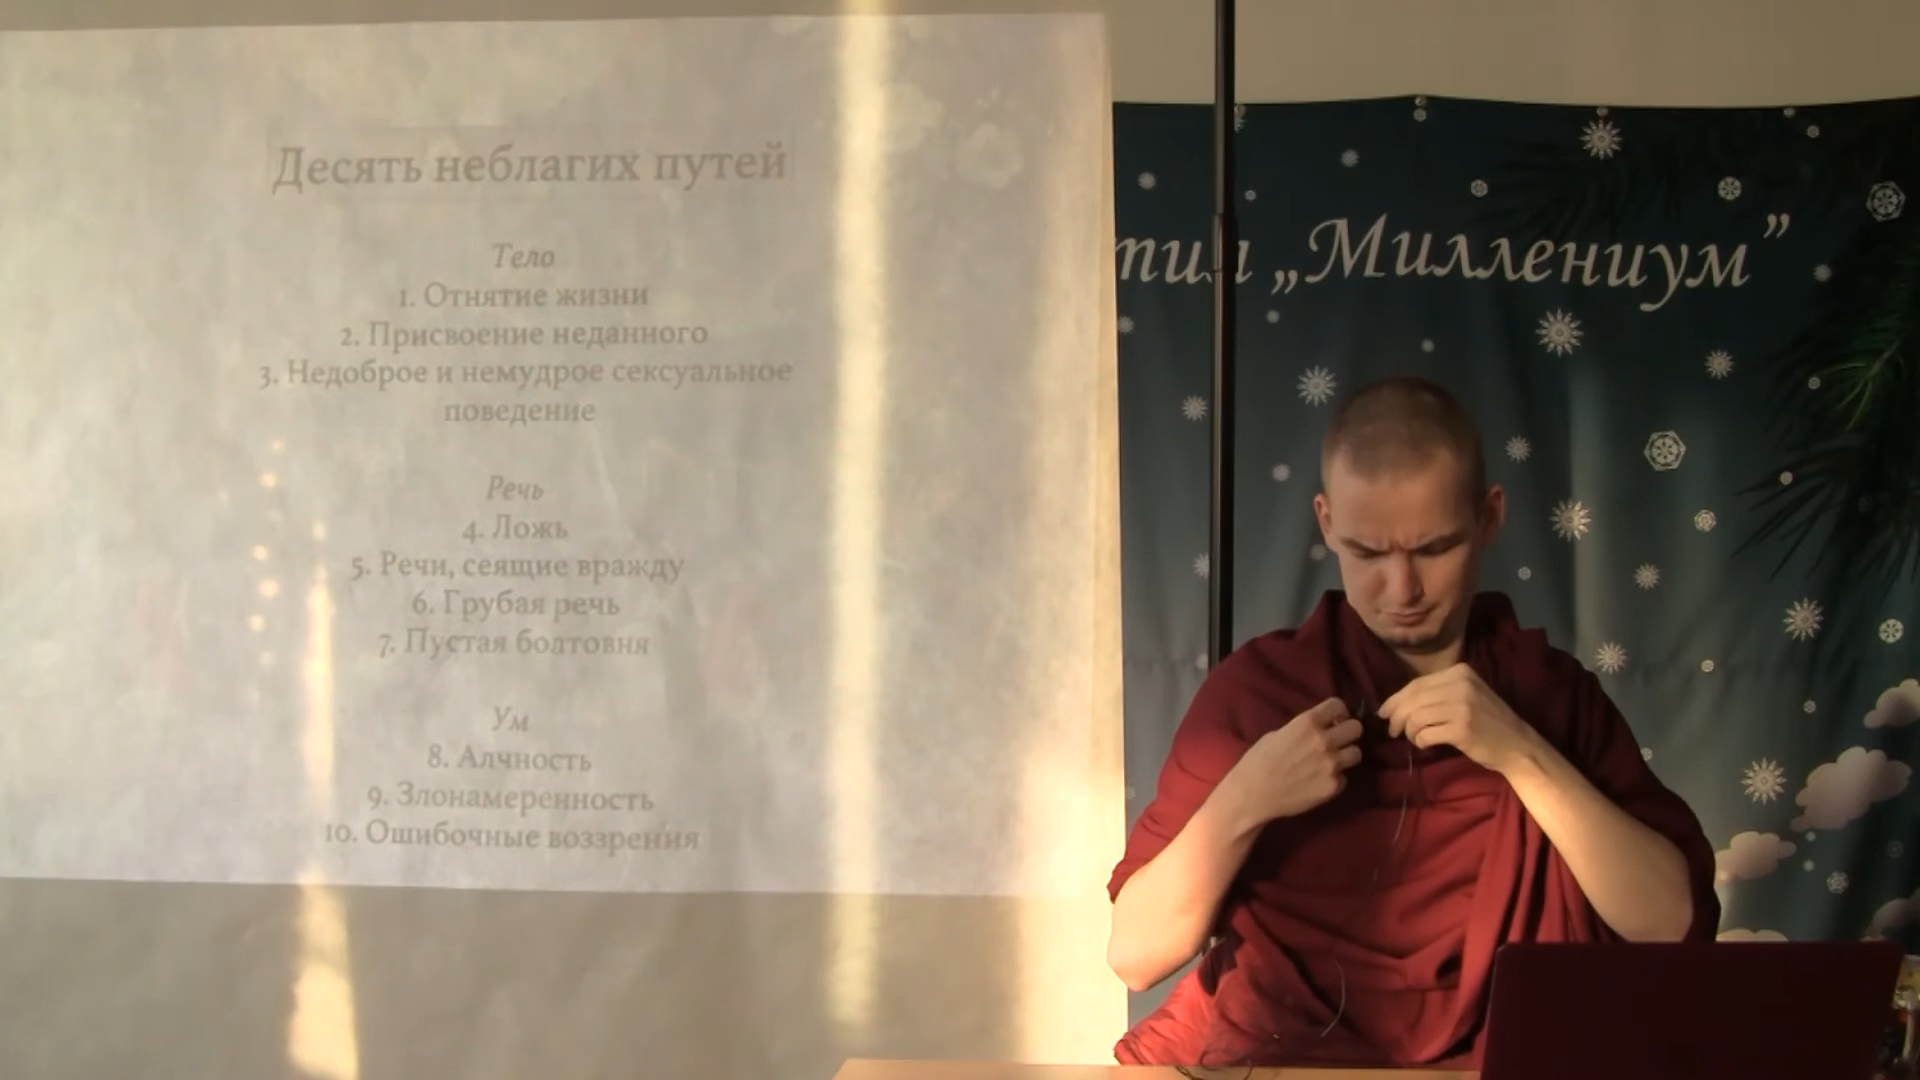 Десять неблагих путей
Тело
1. Отнятие жизни
2. Присвоение неданного
3. Недоброе и немудрое сексуальное
поведение
Речь
4. Ложь
5. Речи, сеящие вражду
6. Грубая речь
7. Пустая болтовня
Ум
8. Алчность
9. Злонамеренность
10. Ошибочные воззрения
„Миллениум”